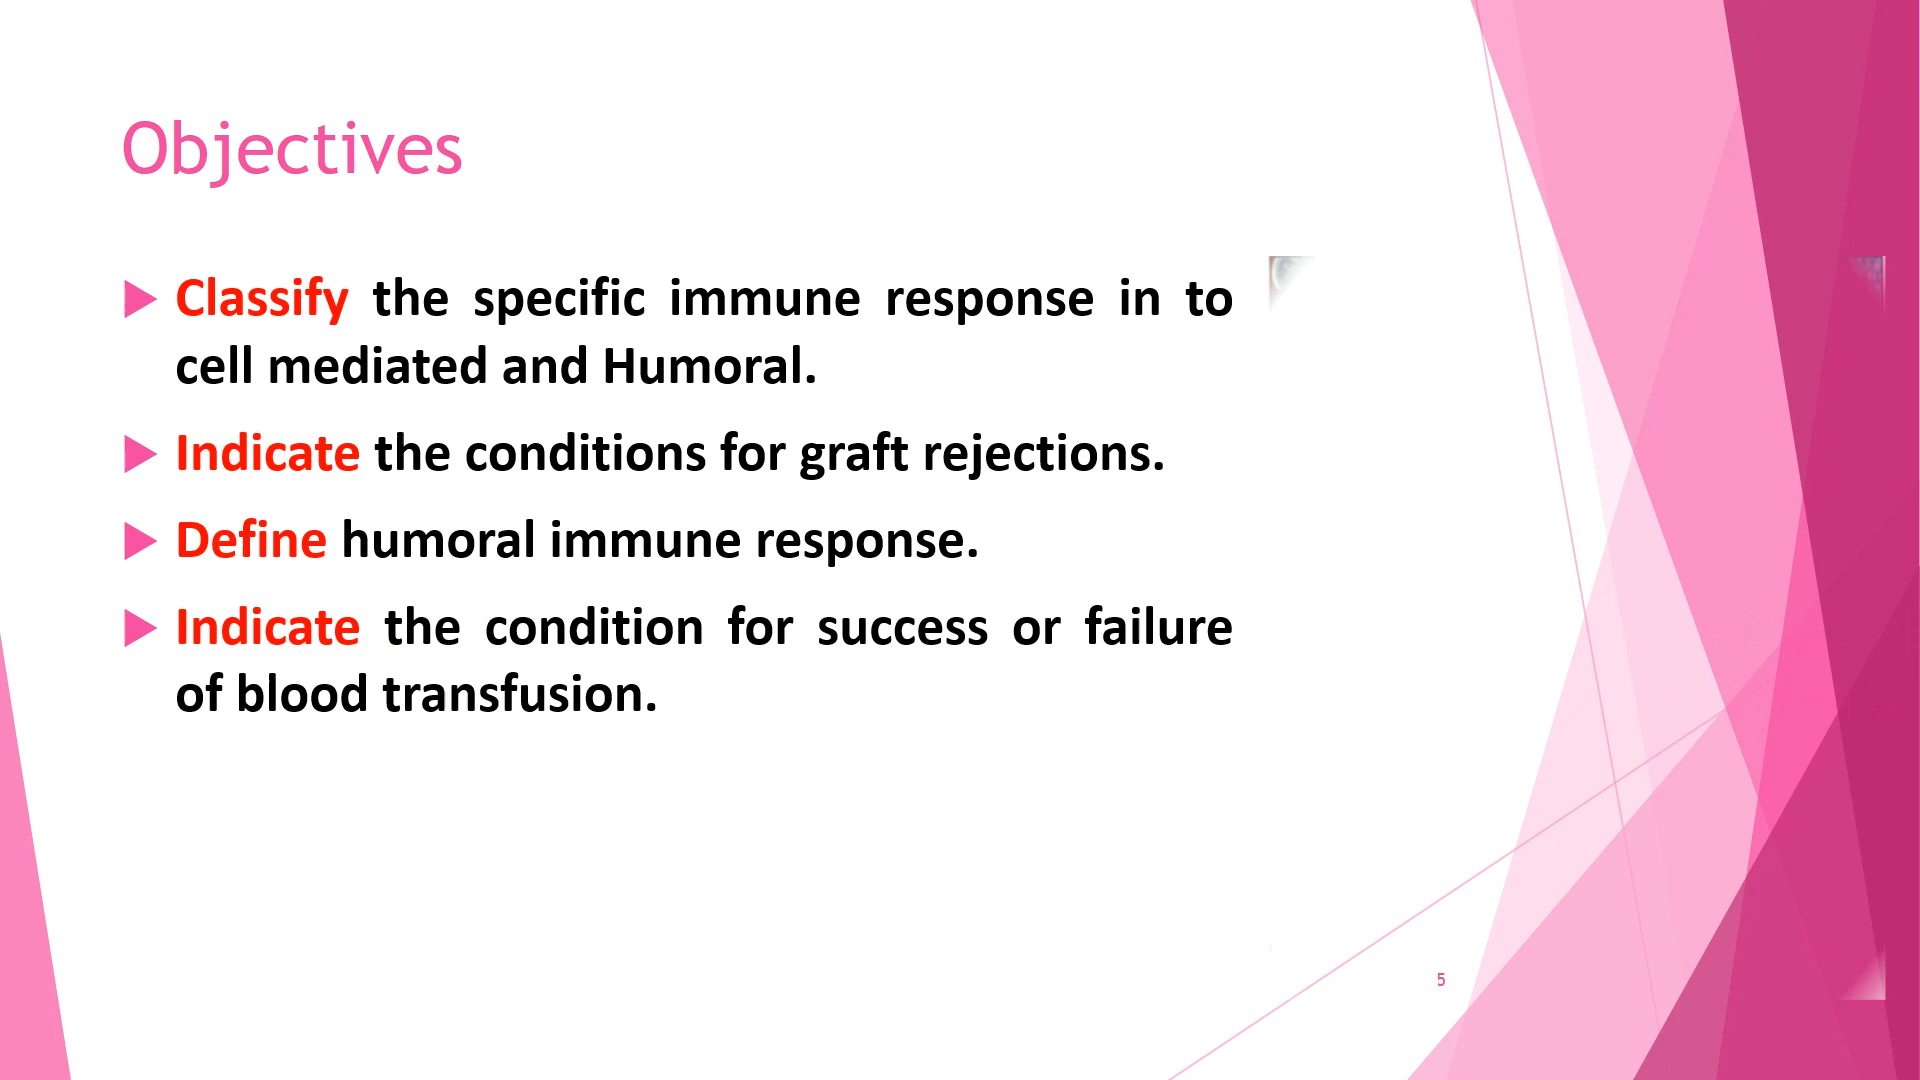 Objectives
Classify the specific immune response in to
cell mediated and Humoral.
Indicate the conditions for graft rejections.
Define humoral immune response.
Indicate the condition for success or failure
of blood transfusion.
5